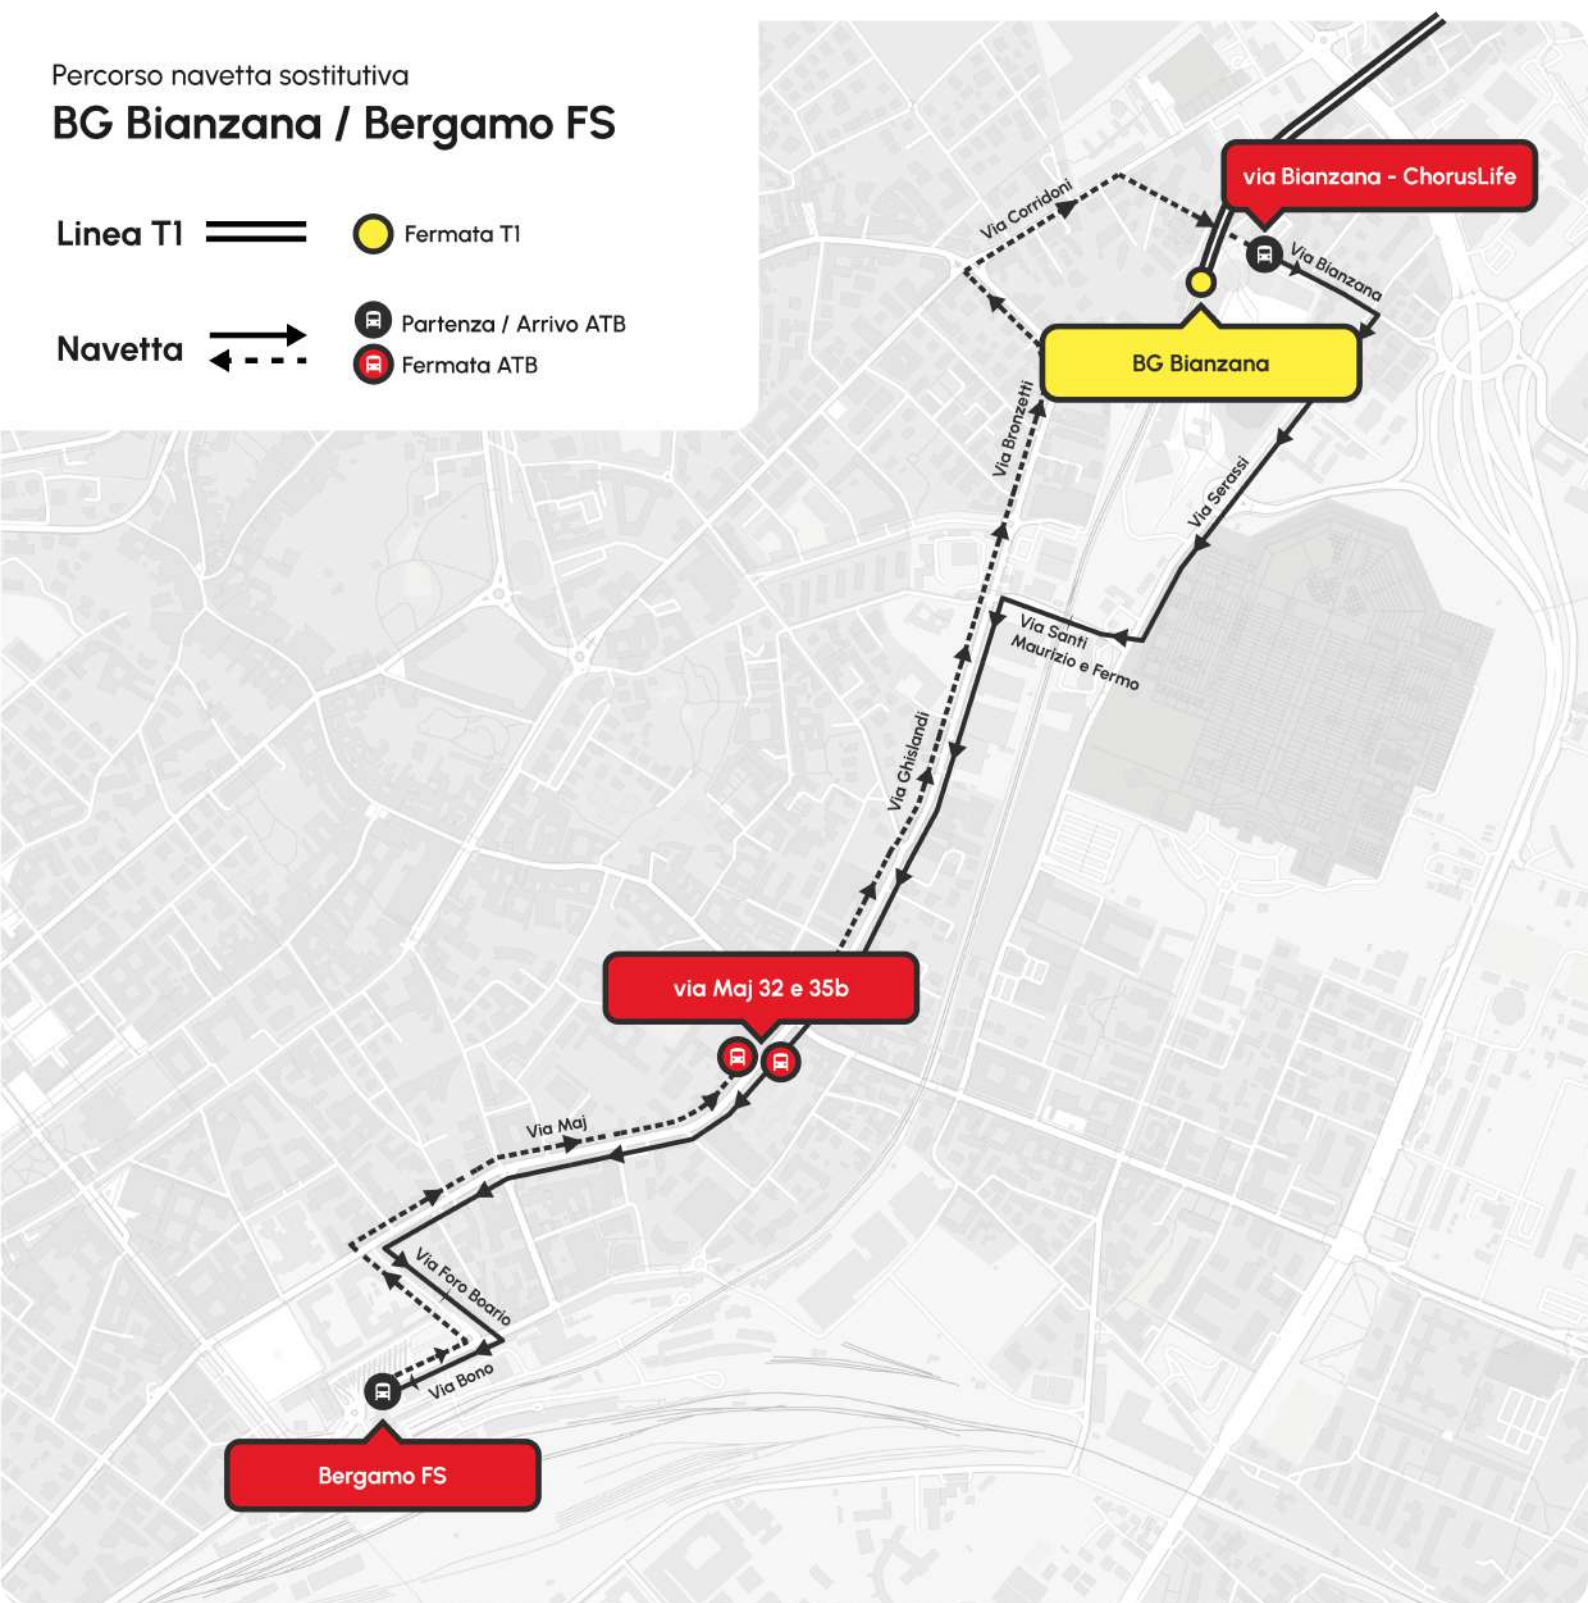 Percorso navetta sostitutiva
BG Bianzana / Bergamo FS
Linea T1
Fermata T1
Navetta
Partenza / Arrivo ATB
Fermata ATB
via Bianzana - ChorusLife
Via Corridoni
Via Bianzana
BG Bianzana
Via Bronzetti
Via Serassi
Via Santi
Maurizio e Fermo
Via Ghislandi
via Maj 32 e 35b
Via Maj
Via Foro Boario
Via Bono
Bergamo FS